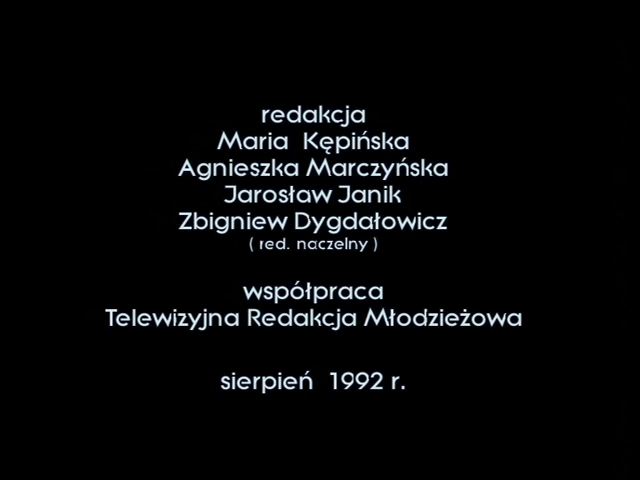 redakcja
Maria Kępińska
Agnieszka Marczyńska
Jarosław Janik
Zbigniew Dygdałowicz
( red. naczelny )
współpraca
Telewizyjna Redakcja Młodzieżowa
sierpień 1992 r.